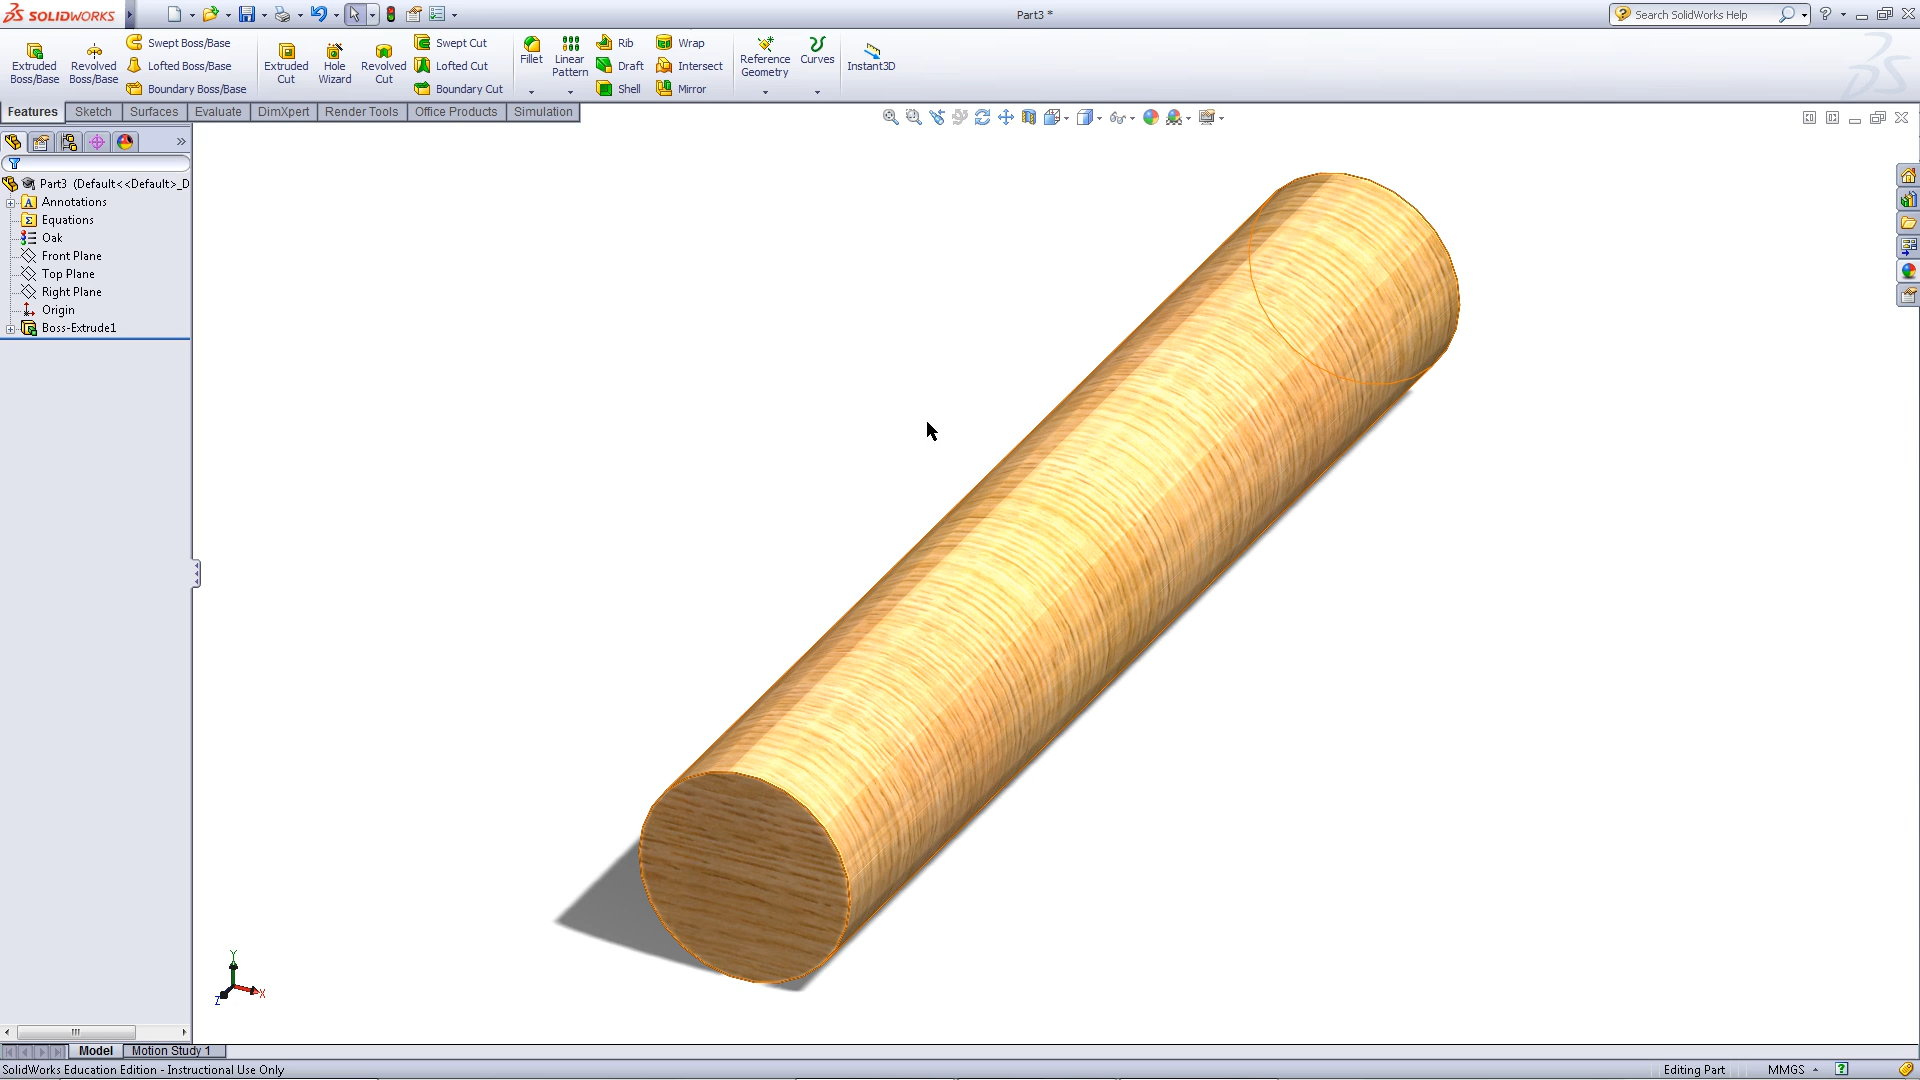 SOLIDWORKS
Part3 *
Search SolidWorks Help
Extruded Boss/Base
Revolved Boss/Base
Swept Boss/Base
Lofted Boss/Base
Boundary Boss/Base
Extruded Cut
Hole Wizard
Revolved Cut
Swept Cut
Lofted Cut
Boundary Cut
Fillet
Linear Pattern
Rib
Draft
Shell
Wrap
Intersect
Mirror
Reference Geometry
Curves
Instant3D
Features Sketch Surfaces Evaluate DimXpert Render Tools Office Products Simulation
Part3 (Default<<Default>_D
Annotations
Equations
Oak
Front Plane
Top Plane
Right Plane
Origin
Boss-Extrude1
Y
X
Z
Model Motion Study 1
SolidWorks Education Edition - Instructional Use Only
Editing Part
MMGS